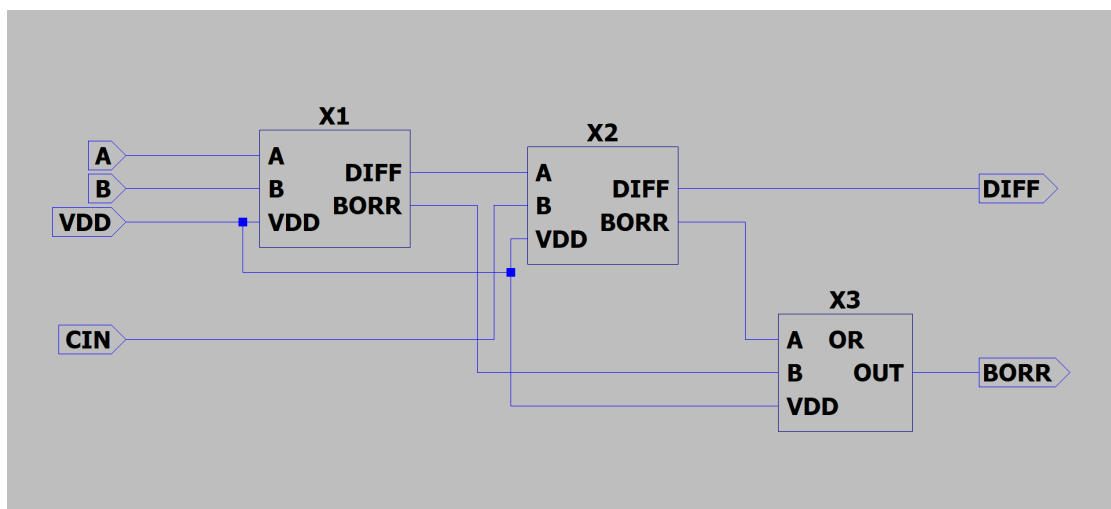 X1
A
B
VDD
CIN
A
B
VDD
DIFF
BORR
X2
A
B
VDD
DIFF
BORR
X3
A OR
B OUT
VDD
DIFF
BORR